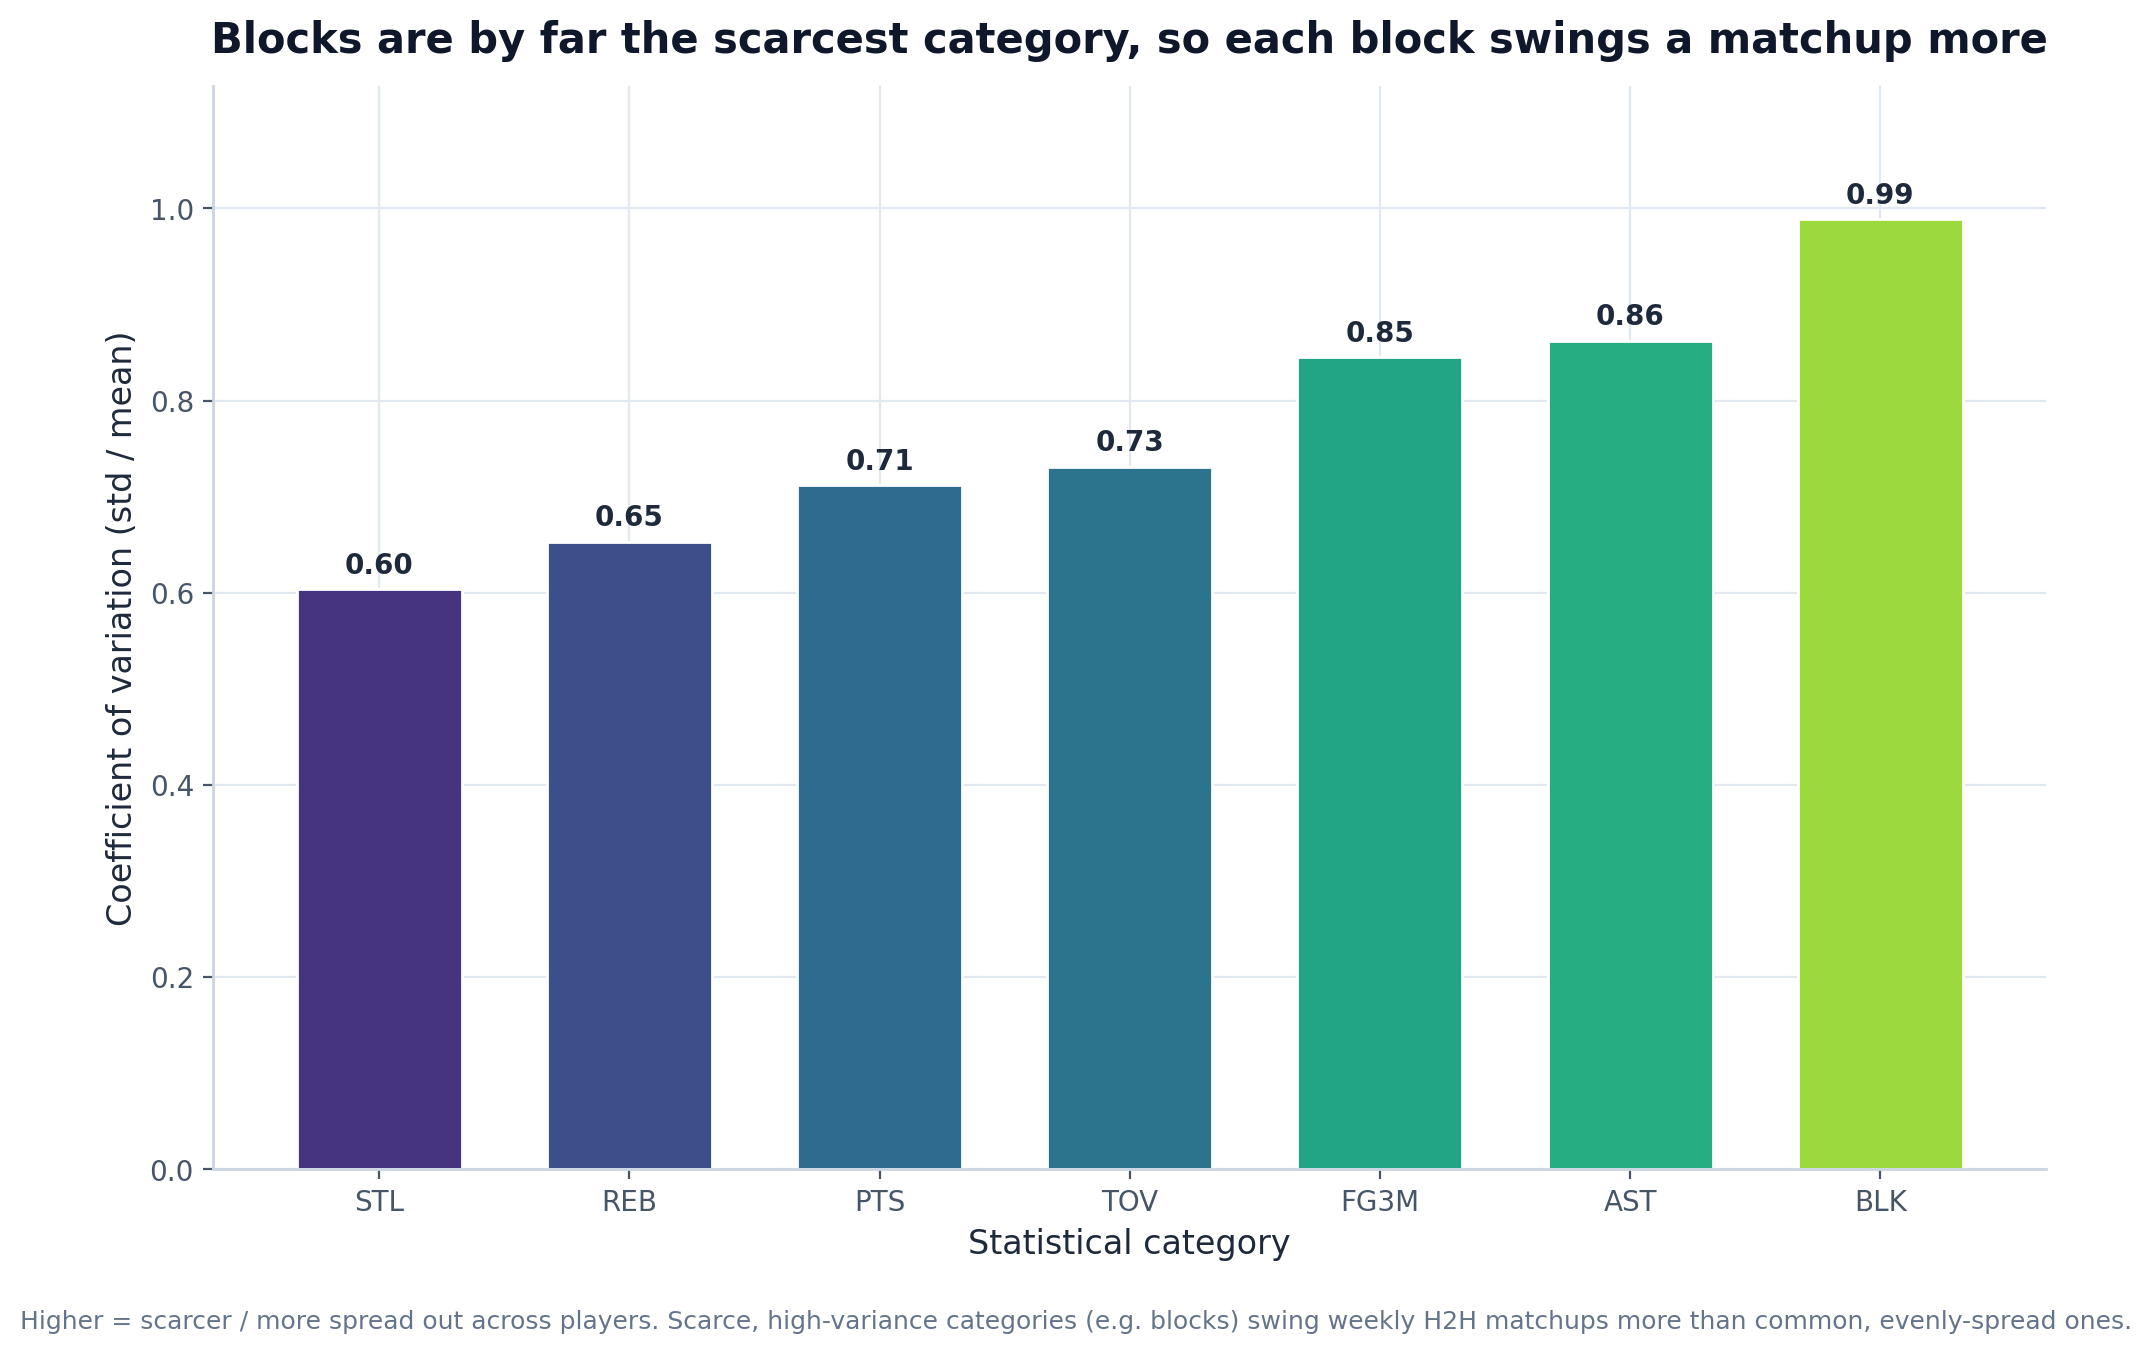 Blocks are by far the scarcest category, so each block swings a matchup more
Coefficient of variation (std / mean)
1.0
0.8
0.6
0.4
0.2
0.0
0.60
0.65
0.71
0.73
0.85
0.86
0.99
STL
REB
PTS
TOV
FG3M
AST
BLK
Statistical category
Higher = scarcer / more spread out across players. Scarce, high-variance categories (e.g. blocks) swing weekly H2H matchups more than common, evenly-spread ones.